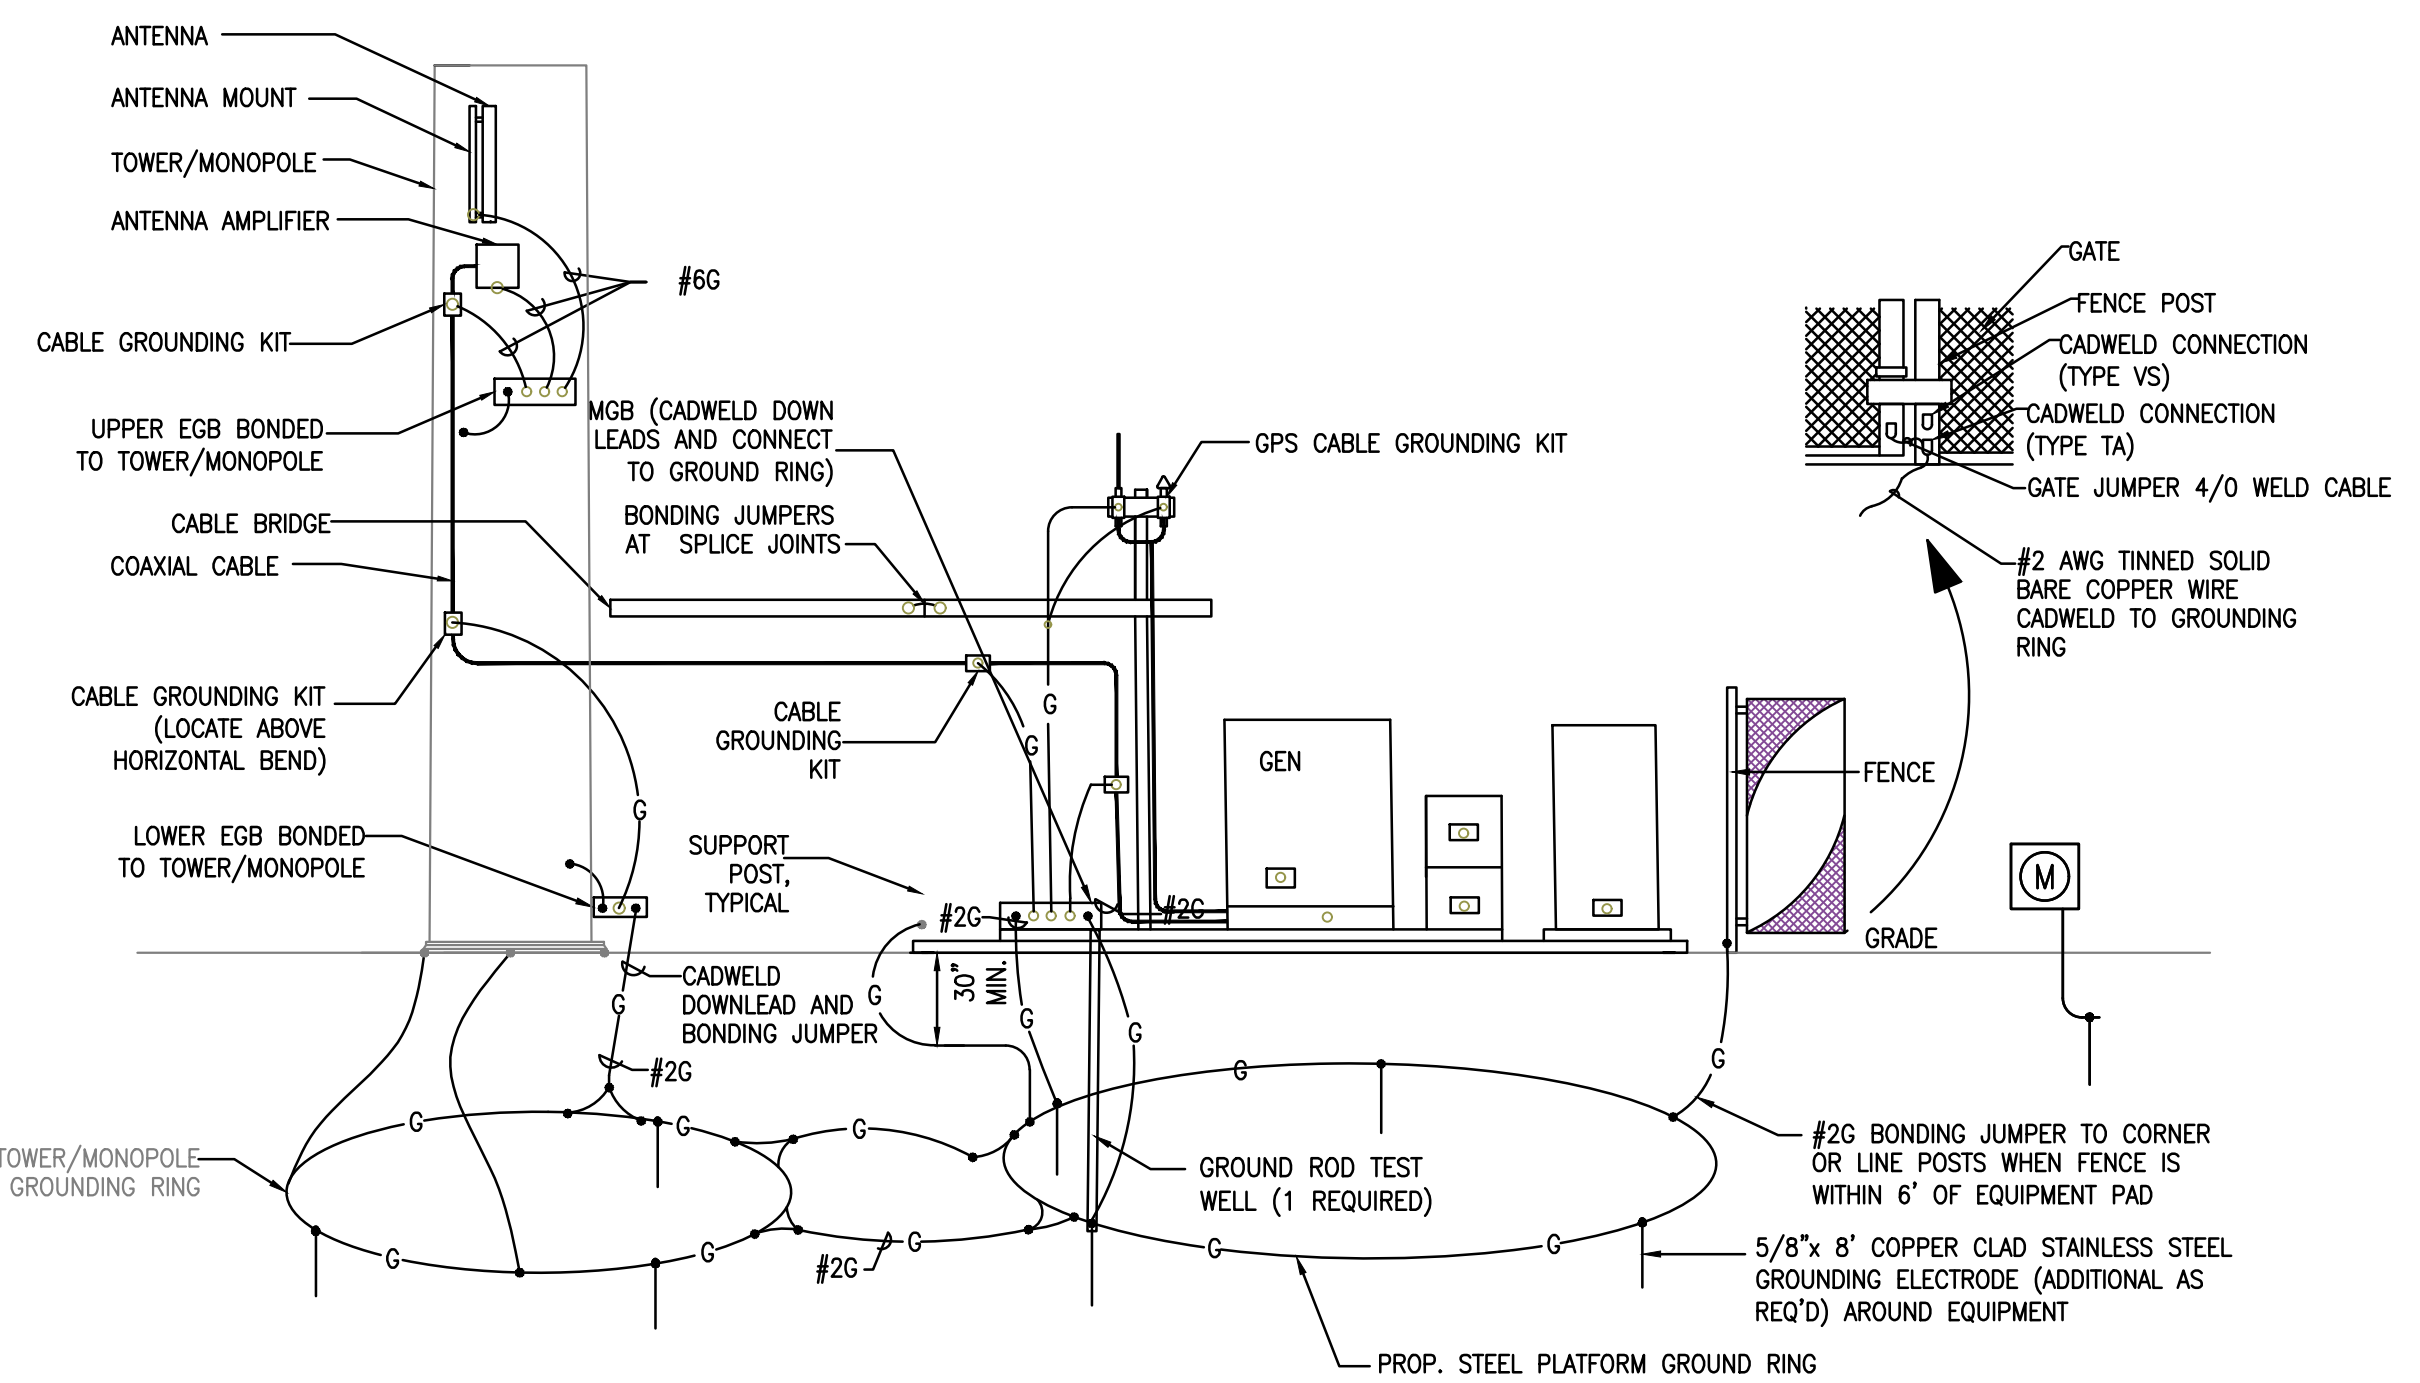 ANTENNA
ANTENNA MOUNT
TOWER/MONOPOLE
ANTENNA AMPLIFIER
#6G
CABLE GROUNDING KIT
UPPER EGB BONDED
TO TOWER/MONOPOLE
MGB (CADWELD DOWN
LEADS AND CONNECT
TO GROUND RING)
BONDING JUMPERS
AT SPLICE JOINTS
CABLE BRIDGE
COAXIAL CABLE
GPS CABLE GROUNDING KIT
GATE
FENCE POST
CADWELD CONNECTION
(TYPE VS)
CADWELD CONNECTION
(TYPE TA)
GATE JUMPER 4/0 WELD CABLE
#2 AWG TINNED SOLID
BARE COPPER WIRE
CADWELD TO GROUNDING
RING
CABLE GROUNDING KIT
(LOCATE ABOVE
HORIZONTAL BEND)
CABLE
GROUNDING
KIT
G
G
G
GEN
FENCE
LOWER EGB BONDED
TO TOWER/MONOPOLE
SUPPORT
POST,
TYPICAL
#2G
#2G
M
GRADE
CADWELD
DOWNLEAD AND
BONDING JUMPER
30"
MIN.
G
G
G
G
G
#2G
G
G
G
G
TOWER/MONOPOLE
GROUNDING RING
GROUND ROD TEST
WELL (1 REQUIRED)
#2G BONDING JUMPER TO CORNER
OR LINE POSTS WHEN FENCE IS
WITHIN 6' OF EQUIPMENT PAD
G
G
G
G
G
#2G
5/8"x 8' COPPER CLAD STAINLESS STEEL
GROUNDING ELECTRODE (ADDITIONAL AS
REQ'D) AROUND EQUIPMENT
PROP. STEEL PLATFORM GROUND RING